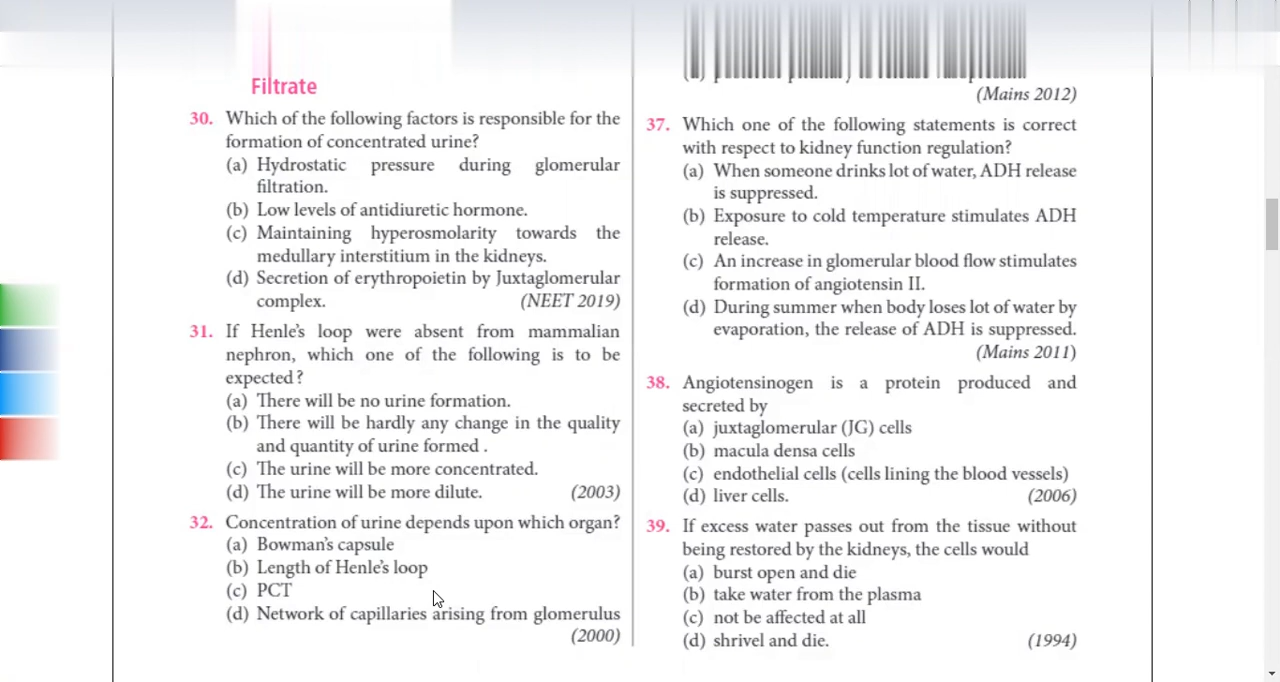 Filtrate
30. Which of the following factors is responsible for the
formation of concentrated urine?
(a) Hydrostatic pressure during glomerular
filtration.
(b) Low levels of antidiuretic hormone.
(c) Maintaining hyperosmolarity towards the
medullary interstitium in the kidneys.
(d) Secretion of erythropoietin by Juxtaglomerular
complex. (NEET 2019)
31. If Henle's loop were absent from mammalian
nephron, which one of the following is to be
expected?
(a) There will be no urine formation.
(b) There will be hardly any change in the quality
and quantity of urine formed .
(c) The urine will be more concentrated.
(d) The urine will be more dilute. (2003)
32. Concentration of urine depends upon which organ?
(a) Bowman's capsule
(b) Length of Henle's loop
(c) PCT
(d) Network of capillaries arising from glomerulus
(2000)
(Mains 2012)
37. Which one of the following statements is correct
with respect to kidney function regulation?
(a) When someone drinks lot of water, ADH release
is suppressed.
(b) Exposure to cold temperature stimulates ADH
release.
(c) An increase in glomerular blood flow stimulates
formation of angiotensin II.
(d) During summer when body loses lot of water by
evaporation, the release of ADH is suppressed.
(Mains 2011)
38. Angiotensinogen is a protein produced and
secreted by
(a) juxtaglomerular (JG) cells
(b) macula densa cells
(c) endothelial cells (cells lining the blood vessels)
(d) liver cells. (2006)
39. If excess water passes out from the tissue without
being restored by the kidneys, the cells would
(a) burst open and die
(b) take water from the plasma
(c) not be affected at all
(d) shrivel and die. (1994)